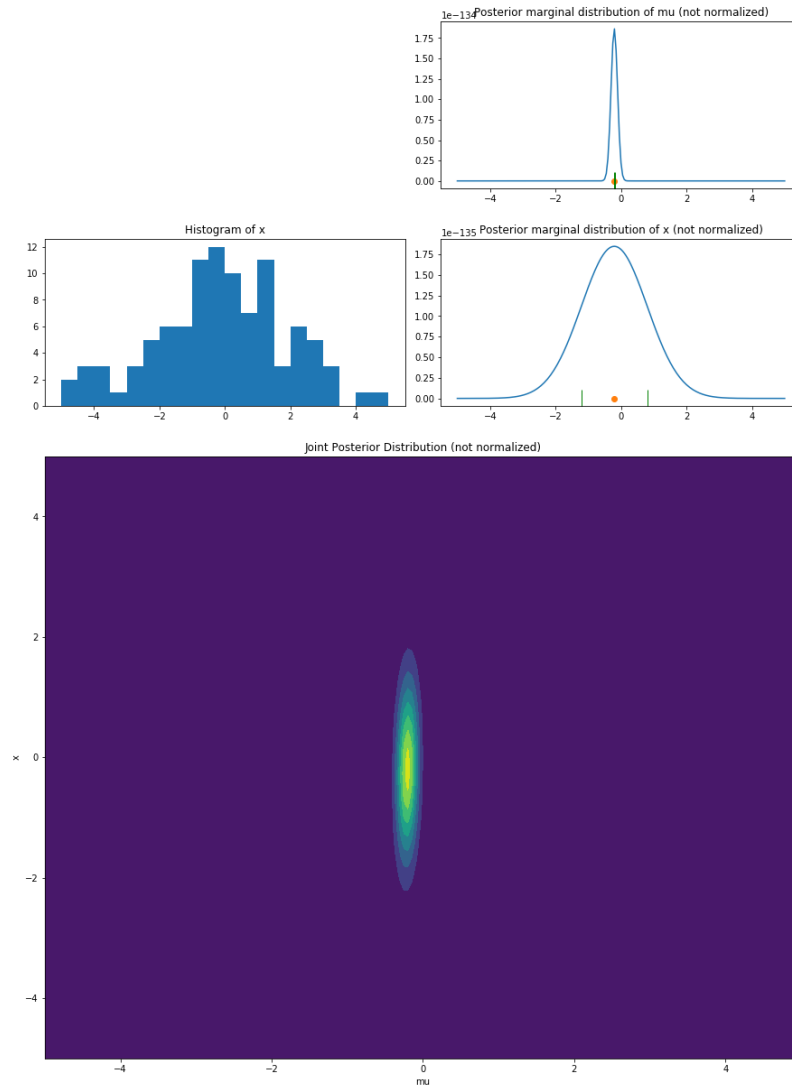 1e−134
Posterior marginal distribution of mu (not normalized)
1.75
1.50
1.25
1.00
0.75
0.50
0.25
0.00
−4 −2 0 2 4
Histogram of x
12
10
8
6
4
2
0
−4 −2 0 2 4
1e−135
Posterior marginal distribution of x (not normalized)
1.75
1.50
1.25
1.00
0.75
0.50
0.25
0.00
−4 −2 0 2 4
Joint Posterior Distribution (not normalized)
4
2
0
−2
−4
x
−4 −2 0 2 4
mu